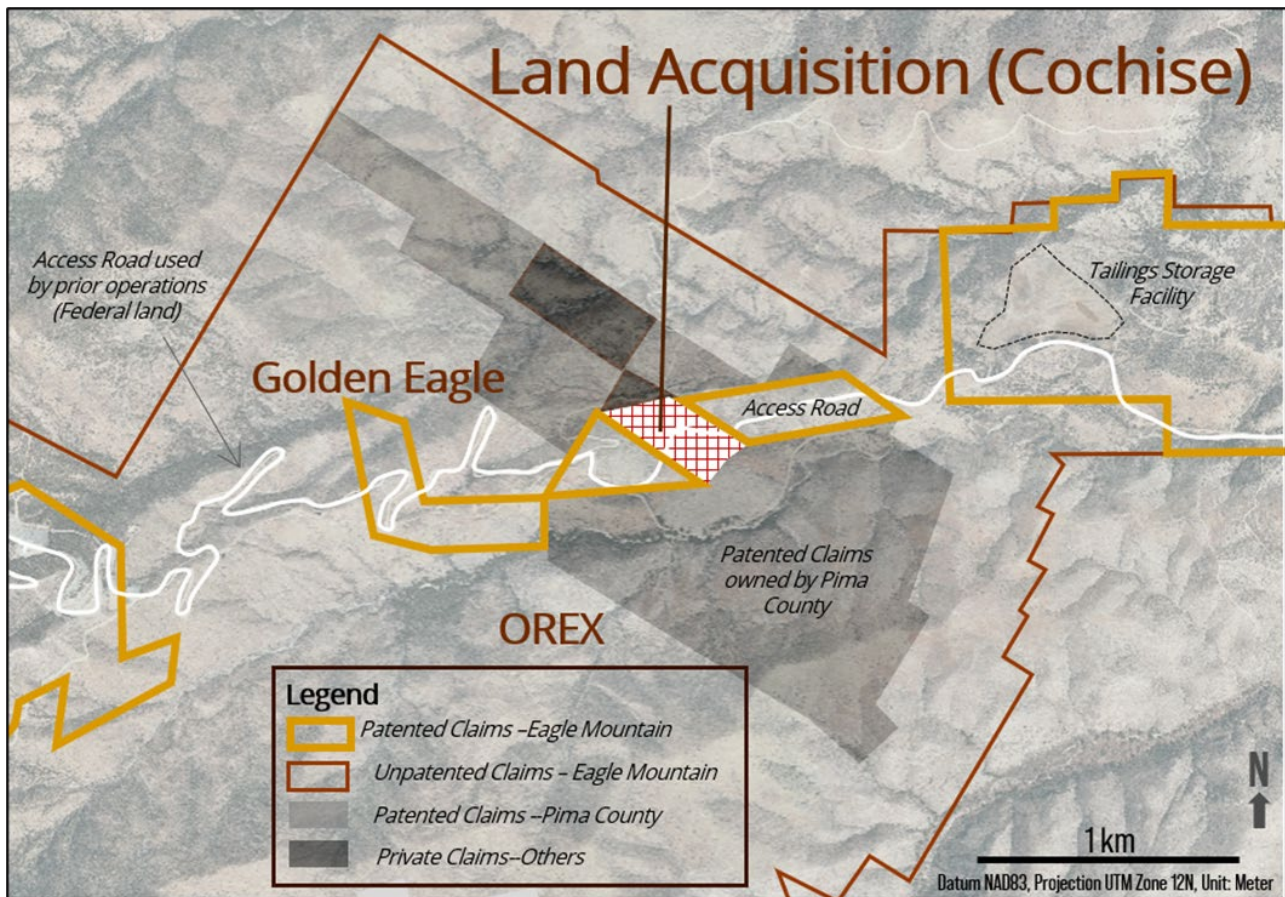 Land Acquisition (Cochise)
Access Road used
by prior operations
(Federal land)
Tailings Storage
Facility
Golden Eagle
Access Road
Patented Claims
owned by Pima
County
OREX
Legend
Patented Claims –Eagle Mountain
Unpatented Claims – Eagle Mountain
Patented Claims --Pima County
Private Claims--Others
N
1 km
Datum NAD83, Projection UTM Zone 12N, Unit: Meter